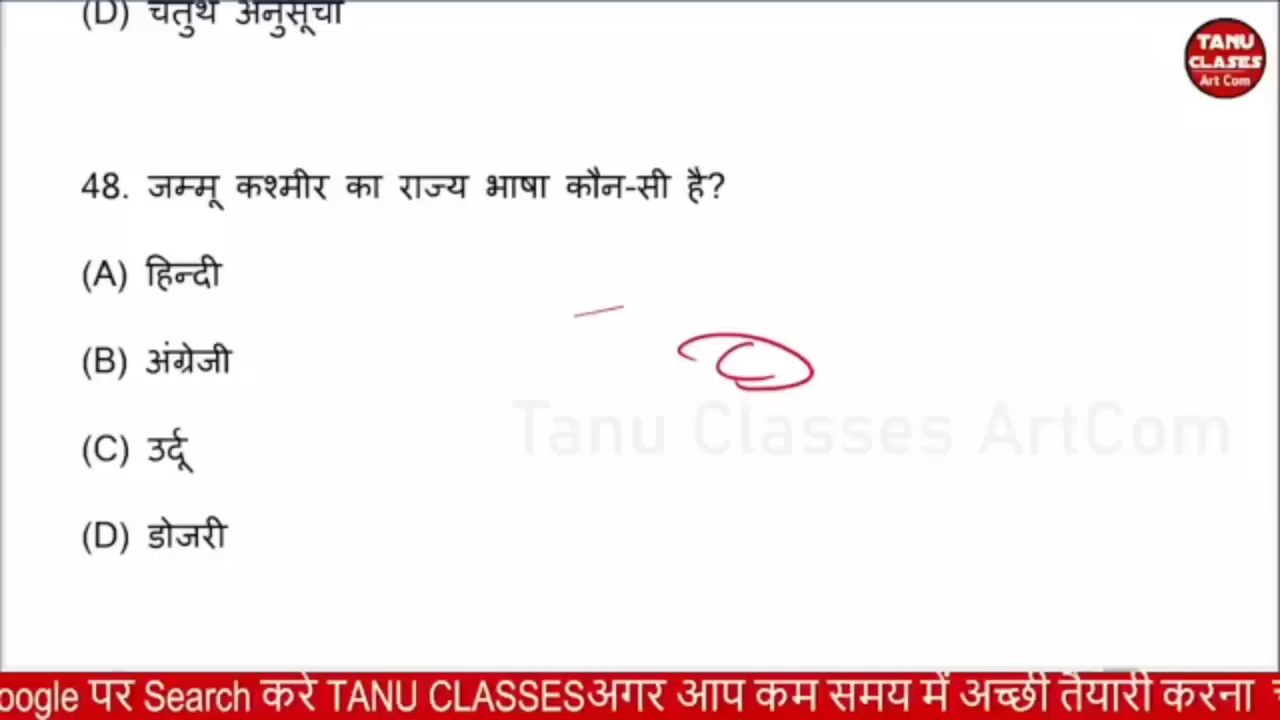 (D) चतुर्थ अनुसूची
TANU
CLASES
Art Com
48. जम्मू कश्मीर का राज्य भाषा कौन-सी है?
(A) हिन्दी
(B) अंग्रेजी
Tanu Classes ArtCom
(C) उर्दू
(D) डोजरी
oogle पर Search करे TANU CLASSESअगर आप कम समय में अच्छी तैयारी करना